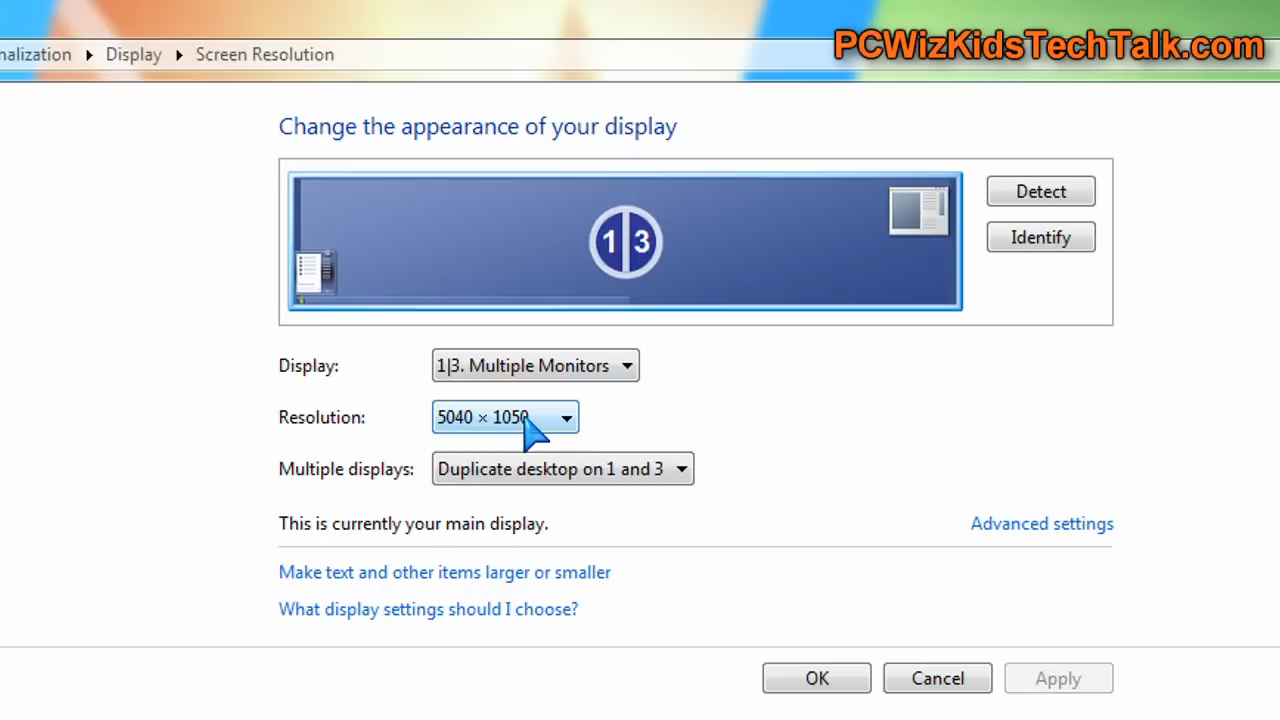 PCWizKidsTechTalk.com
nalization ▸ Display ▸ Screen Resolution
Change the appearance of your display
1|3
Detect
Identify
Display: 1|3. Multiple Monitors
Resolution: 5040 × 1050
Multiple displays: Duplicate desktop on 1 and 3
This is currently your main display. Advanced settings
Make text and other items larger or smaller
What display settings should I choose?
OK Cancel Apply